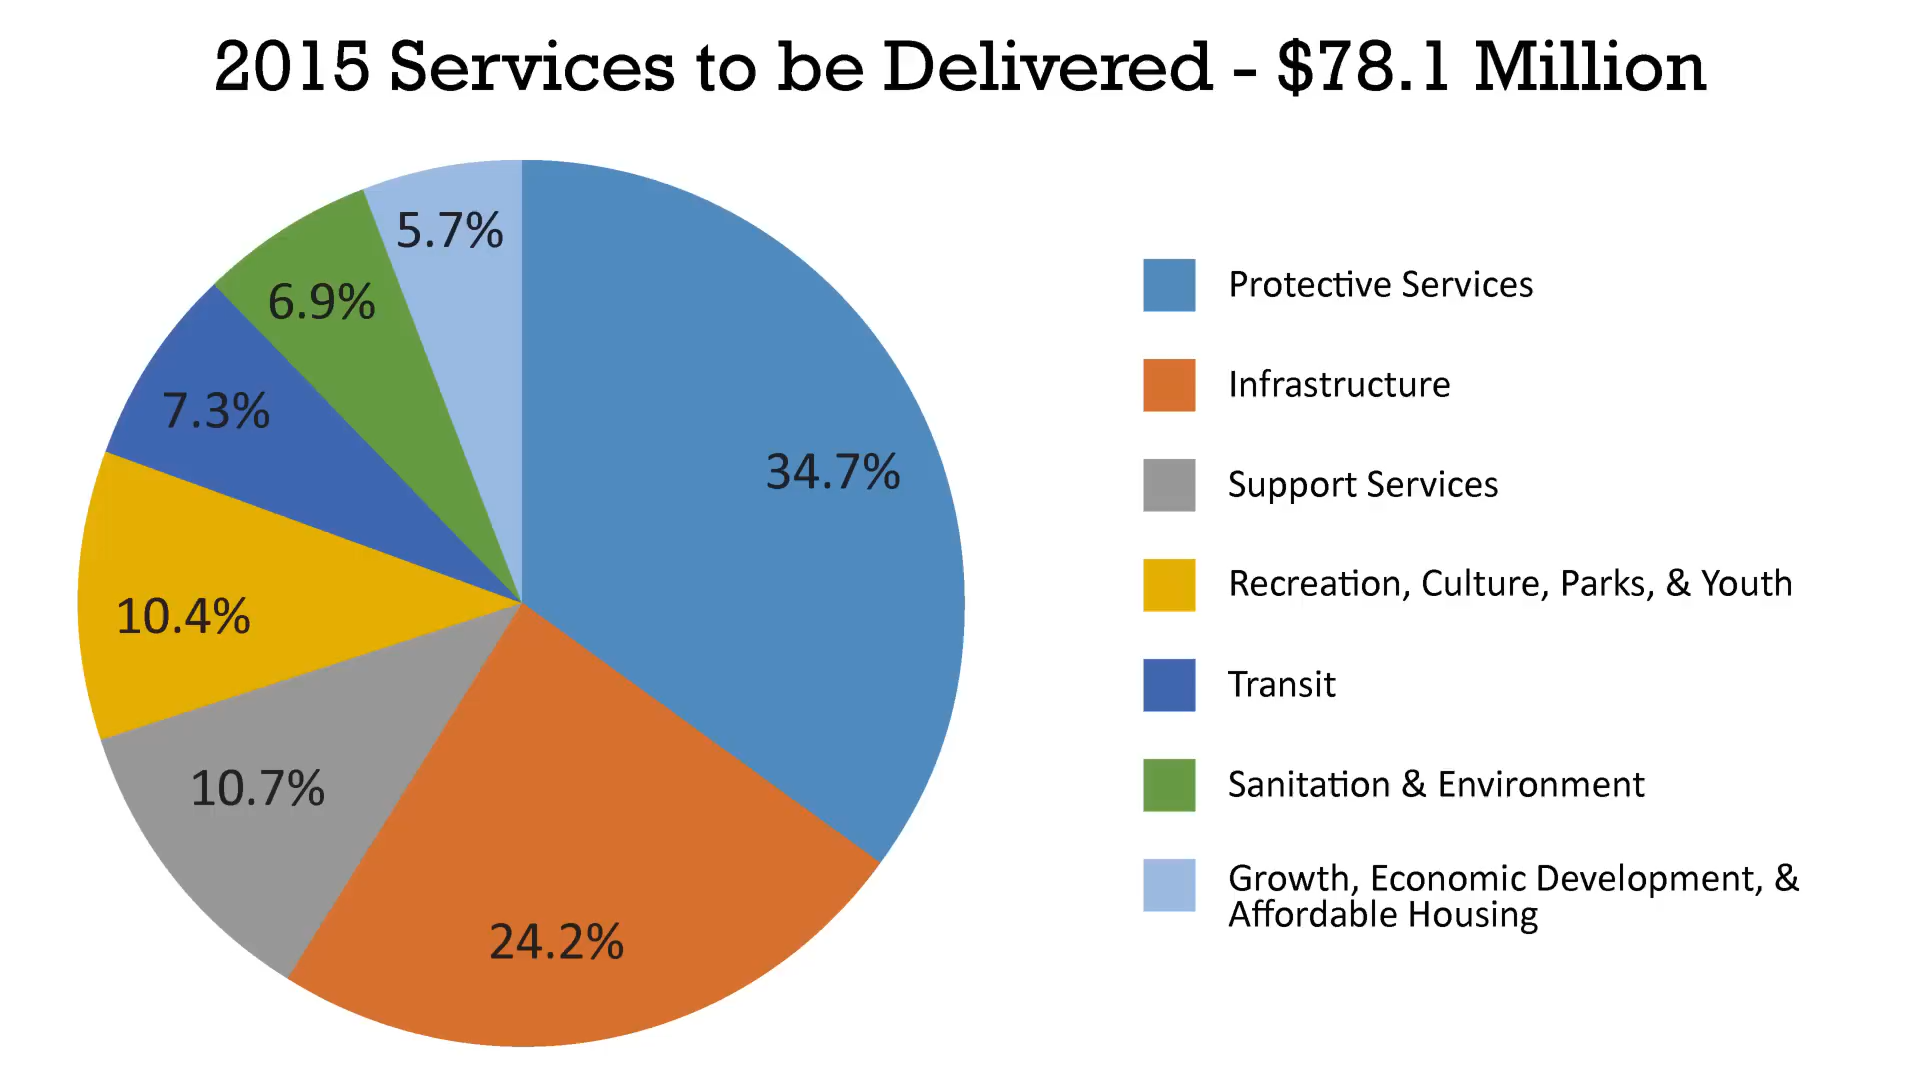 2015 Services to be Delivered - $78.1 Million
5.7%
6.9%
34.7%
7.3%
10.4%
10.7%
24.2%
Protective Services
Infrastructure
Support Services
Recreation, Culture, Parks, & Youth
Transit
Sanitation & Environment
Growth, Economic Development, &
Affordable Housing